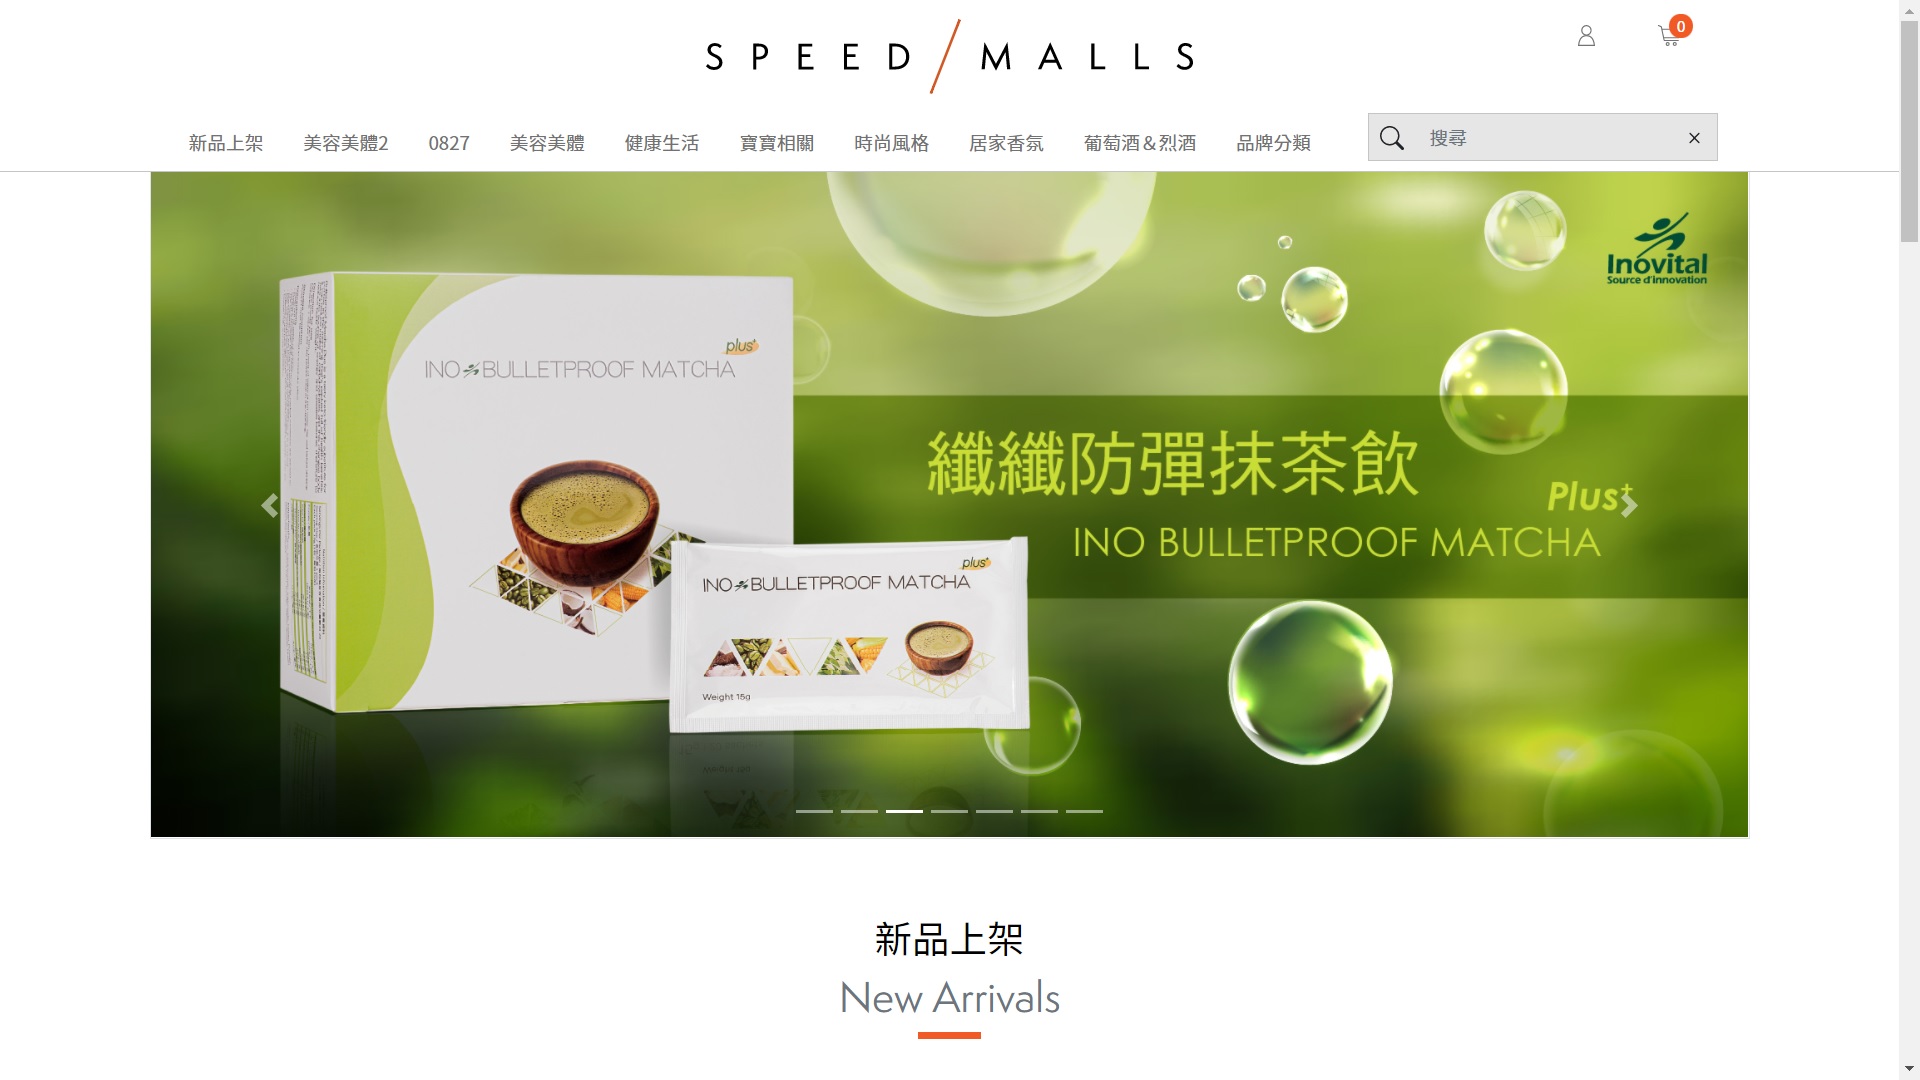 SPEED/MALLS
0
新品上架 美容美體2 0827 美容美體 健康生活 寶寶相關 時尚風格 居家香氛 葡萄酒&烈酒 品牌分類
搜尋
Inovital
Source d'innovation
plus+
INO BULLETPROOF MATCHA
纖纖防彈抹茶飲
Plus+
INO BULLETPROOF MATCHA
plus+
INO BULLETPROOF MATCHA
Weight 15g
新品上架
New Arrivals